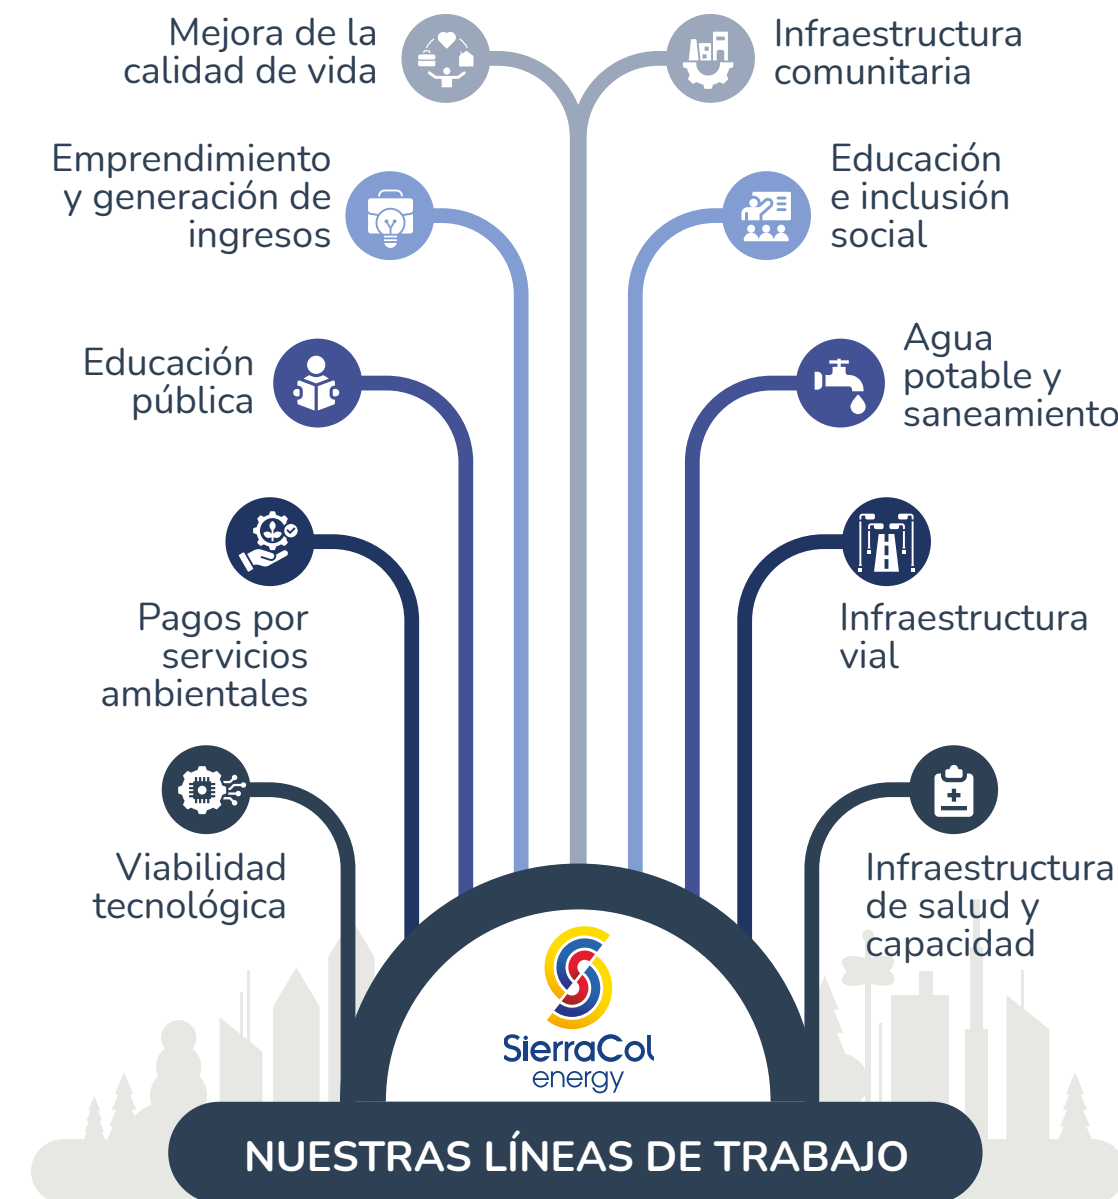 Mejora de la
calidad de vida
Infraestructura
comunitaria
Emprendimiento
y generación de
ingresos
Educación
e inclusión
social
Educación
pública
Agua
potable y
saneamiento
Pagos por
servicios
ambientales
Infraestructura
vial
Viabilidad
tecnológica
Infraestructura
de salud y
capacidad
SierraCol
energy
NUESTRAS LÍNEAS DE TRABAJO